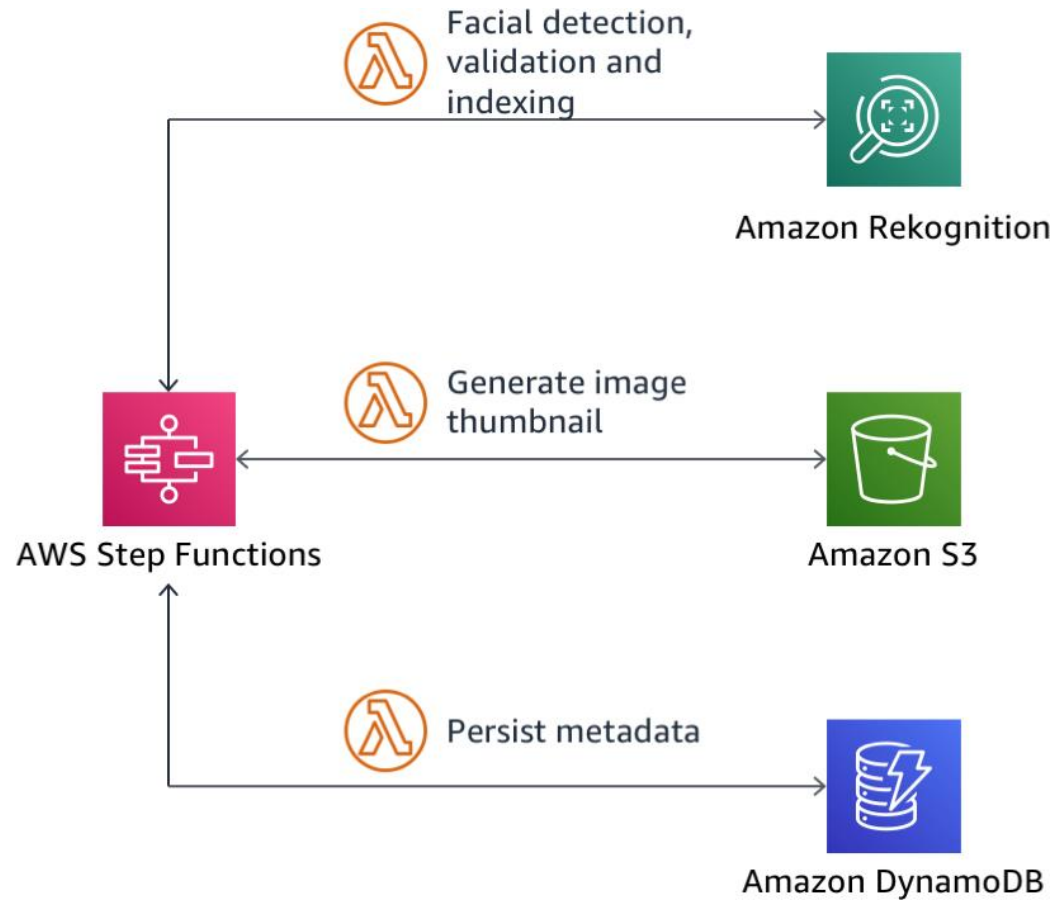 Facial detection,
validation and
indexing
Amazon Rekognition
Generate image
thumbnail
AWS Step Functions
Amazon S3
Persist metadata
Amazon DynamoDB